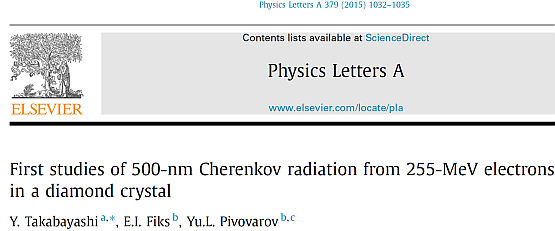 Physics Letters A 379 (2015) 1032–1035
Contents lists available at ScienceDirect
Physics Letters A
ELSEVIER
www.elsevier.com/locate/pla
First studies of 500-nm Cherenkov radiation from 255-MeV electrons
in a diamond crystal
Y. Takabayashi a,*, E.I. Fiks b, Yu.L. Pivovarov b,c